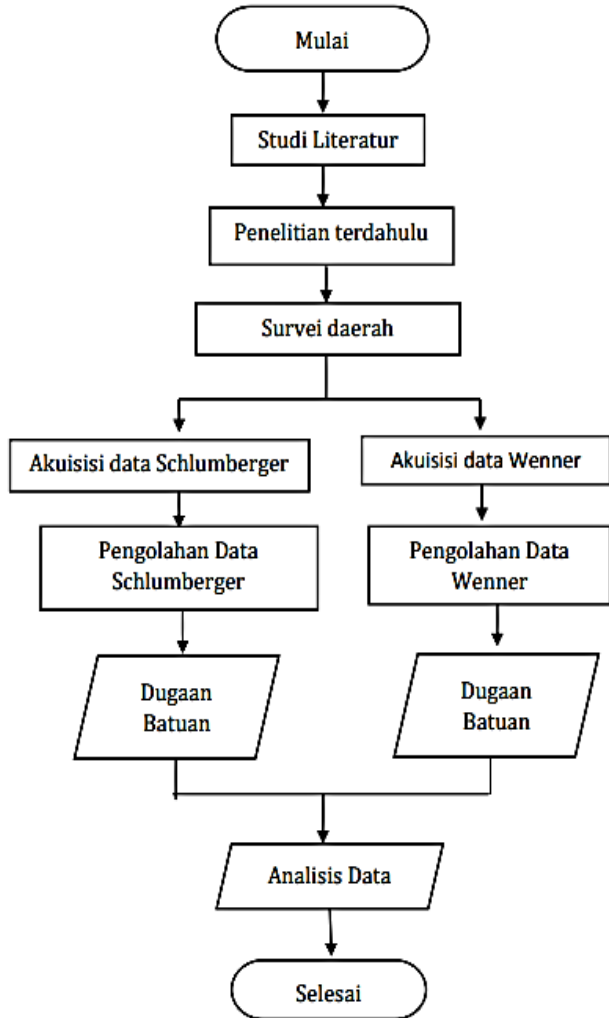 Mulai
Studi Literatur
Penelitian terdahulu
Survei daerah
Akuisisi data Schlumberger
Akuisisi data Wenner
Pengolahan Data
Schlumberger
Pengolahan Data
Wenner
Dugaan
Batuan
Dugaan
Batuan
Analisis Data
Selesai